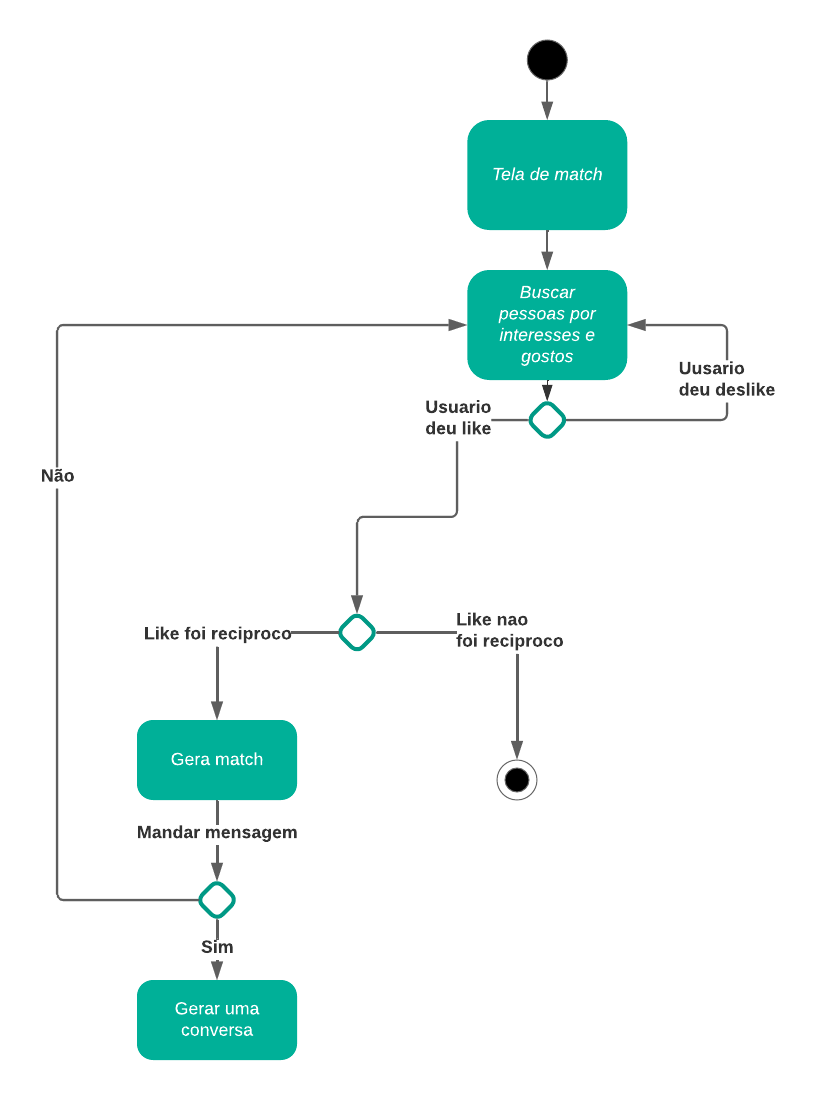 Tela de match
Buscar
pessoas por
interesses e
gostos
Uusario
deu deslike
Usuario
deu like
Não
Like foi reciproco
Like nao
foi reciproco
Gera match
Mandar mensagem
Sim
Gerar uma
conversa